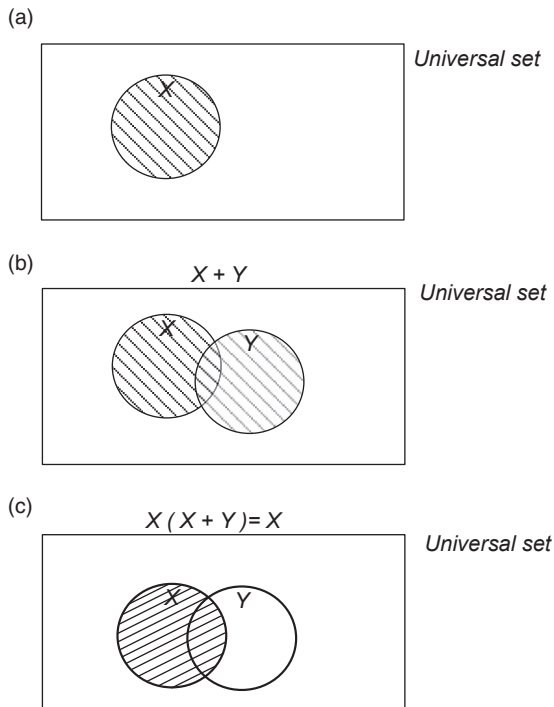 (a)
Universal set
X
(b)
X + Y
Universal set
X
Y
(c)
X ( X + Y ) = X
Universal set
X
Y